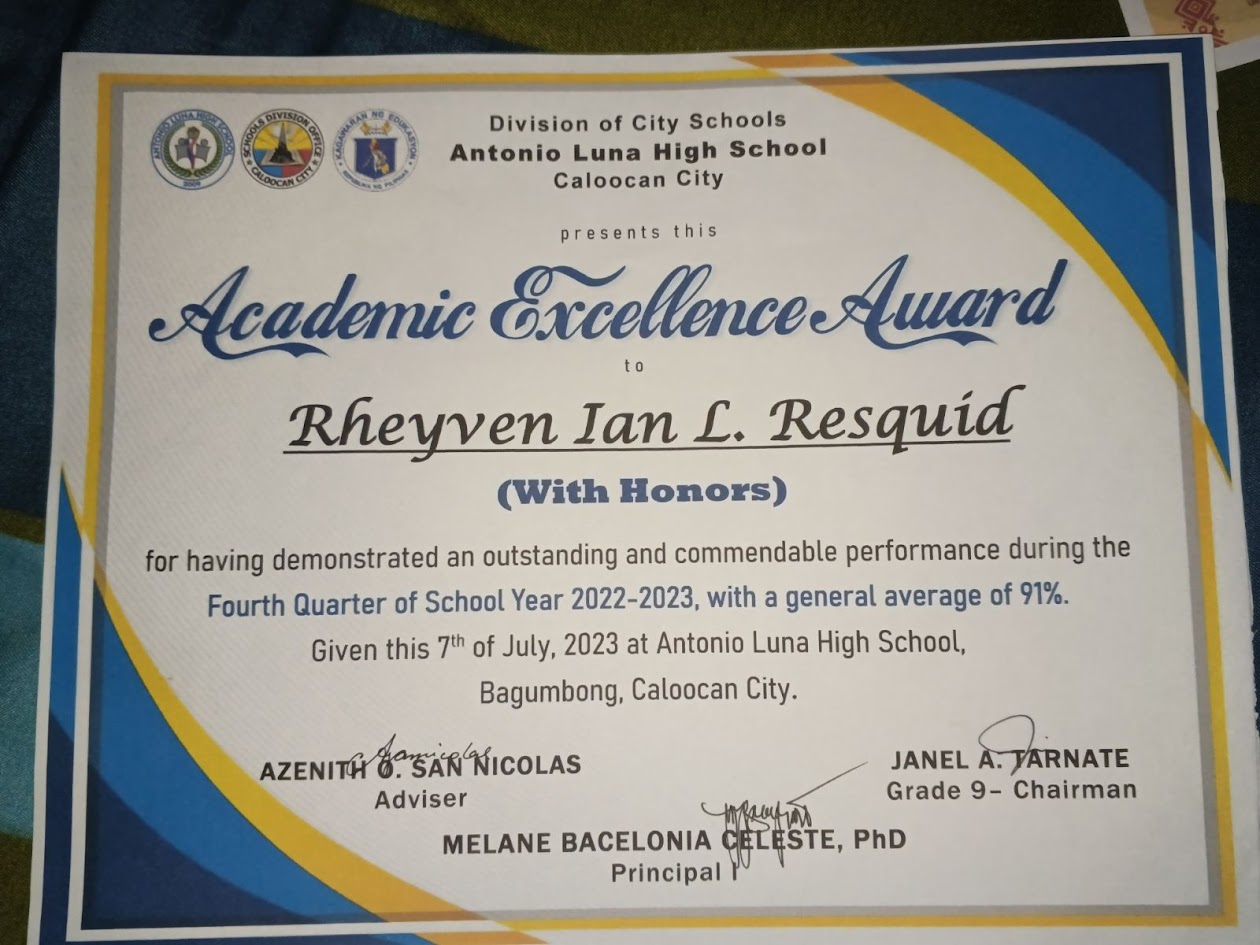 ANTONIO LUNA HIGH SCHOOL
2009
SCHOOLS DIVISION OFFICE
CALOOCAN CITY
KAGAWARAN NG EDUKASYON
REPUBLIKA NG PILIPINAS
Division of City Schools
Antonio Luna High School
Caloocan City
presents this
Academic Excellence Award
to
Rheyven Ian L. Resquid
(With Honors)
for having demonstrated an outstanding and commendable performance during the
Fourth Quarter of School Year 2022-2023, with a general average of 91%.
Given this 7th of July, 2023 at Antonio Luna High School,
Bagumbong, Caloocan City.
AZENITH O. SAN NICOLAS
Adviser
JANEL A. TARNATE
Grade 9- Chairman
MELANE BACELONIA CELESTE, PhD
Principal I